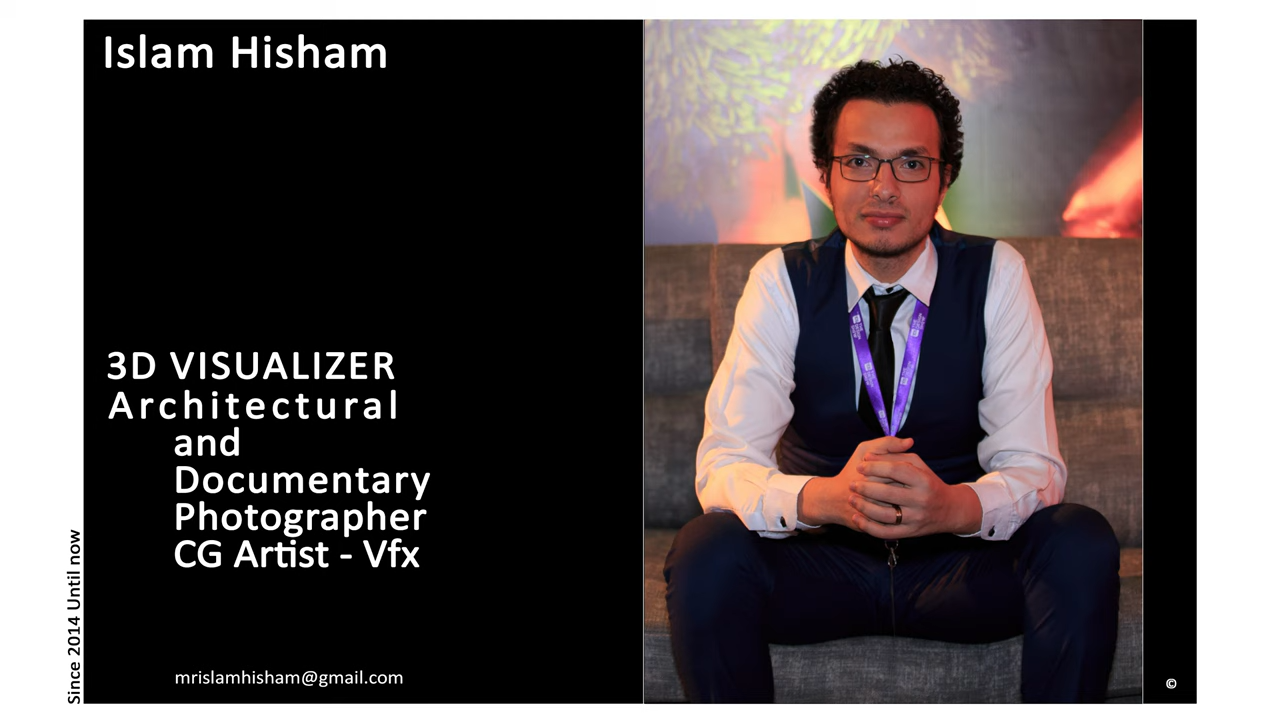 Islam Hisham
3D VISUALIZER
Architectural
and
Documentary
Photographer
CG Artist - Vfx
mrislamhisham@gmail.com
Since 2014 Until now
©